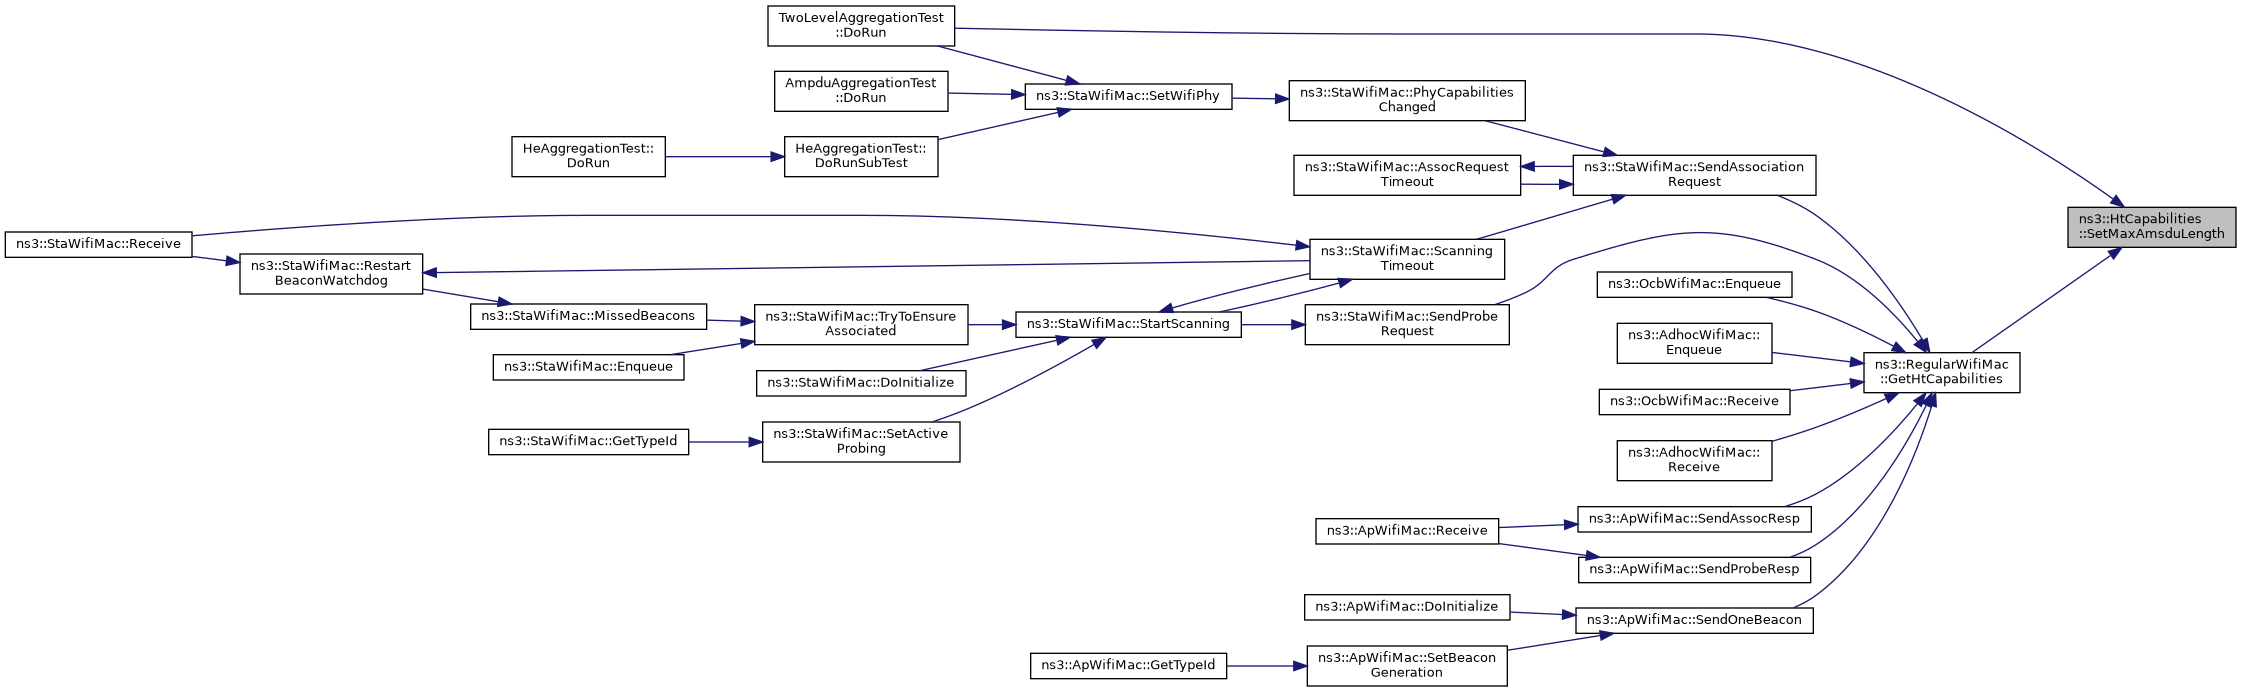 TwoLevelAggregationTest
::DoRun
AmpduAggregationTest
::DoRun
ns3::StaWifiMac::SetWifiPhy
ns3::StaWifiMac::PhyCapabilities
Changed
HeAggregationTest::
DoRun
HeAggregationTest::
DoRunSubTest
ns3::StaWifiMac::AssocRequest
Timeout
ns3::StaWifiMac::SendAssociation
Request
ns3::HtCapabilities
::SetMaxAmsduLength
ns3::StaWifiMac::Receive
ns3::StaWifiMac::Restart
BeaconWatchdog
ns3::StaWifiMac::Scanning
Timeout
ns3::OcbWifiMac::Enqueue
ns3::StaWifiMac::MissedBeacons
ns3::StaWifiMac::TryToEnsure
Associated
ns3::StaWifiMac::StartScanning
ns3::StaWifiMac::SendProbe
Request
ns3::AdhocWifiMac::
Enqueue
ns3::StaWifiMac::Enqueue
ns3::StaWifiMac::DoInitialize
ns3::RegularWifiMac
::GetHtCapabilities
ns3::OcbWifiMac::Receive
ns3::StaWifiMac::GetTypeId
ns3::StaWifiMac::SetActive
Probing
ns3::AdhocWifiMac::
Receive
ns3::ApWifiMac::Receive
ns3::ApWifiMac::SendAssocResp
ns3::ApWifiMac::SendProbeResp
ns3::ApWifiMac::DoInitialize
ns3::ApWifiMac::SendOneBeacon
ns3::ApWifiMac::GetTypeId
ns3::ApWifiMac::SetBeacon
Generation